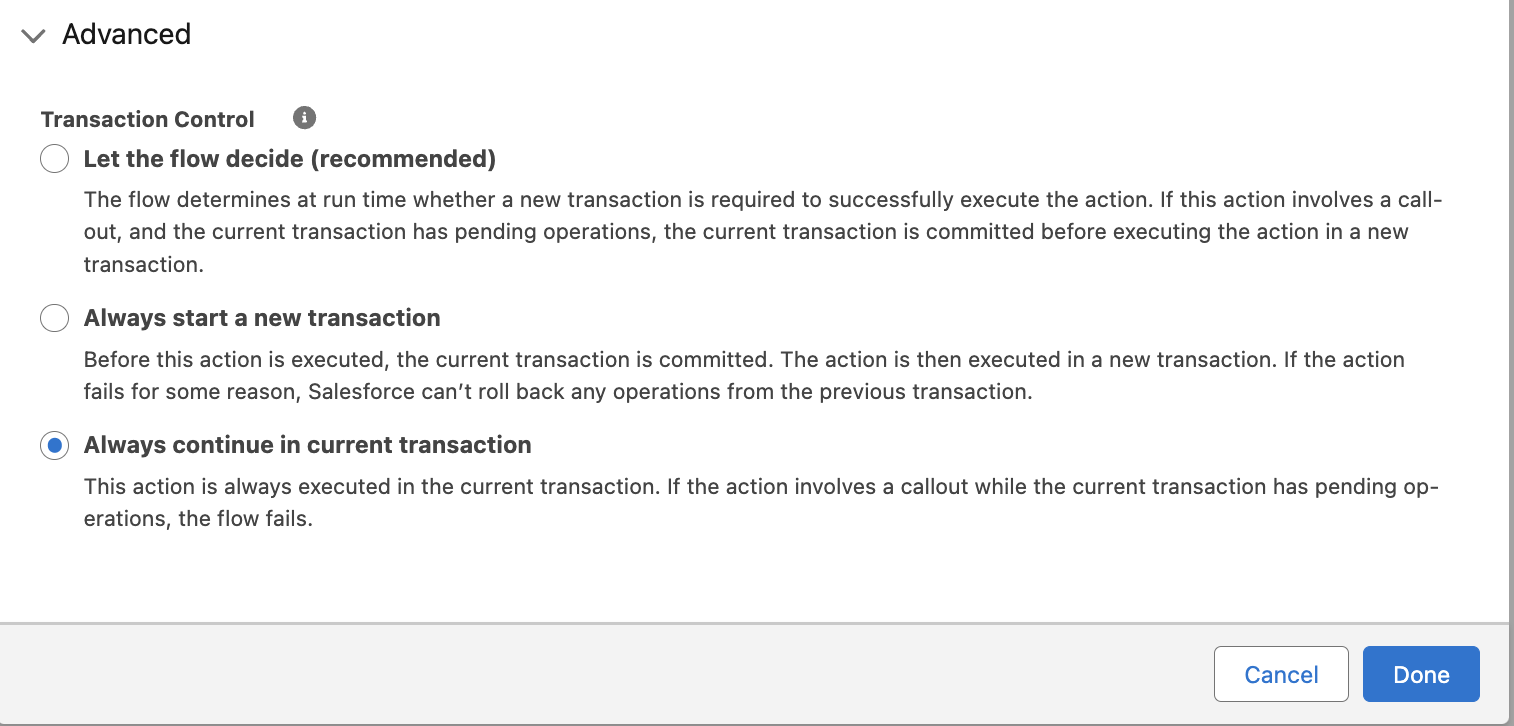 Advanced
Transaction Control
Let the flow decide (recommended)
The flow determines at run time whether a new transaction is required to successfully execute the action. If this action involves a call-
out, and the current transaction has pending operations, the current transaction is committed before executing the action in a new
transaction.
Always start a new transaction
Before this action is executed, the current transaction is committed. The action is then executed in a new transaction. If the action
fails for some reason, Salesforce can’t roll back any operations from the previous transaction.
Always continue in current transaction
This action is always executed in the current transaction. If the action involves a callout while the current transaction has pending op-
erations, the flow fails.
Cancel Done